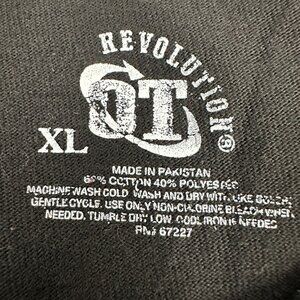 REVOLUTION®
OT
XL
MADE IN PAKISTAN
60% COTTON 40% POLYESTER
MACHINE WASH COLD WASH AND DRY WITH LIKE COLORS
GENTLE CYCLE. USE ONLY NON-CHLORINE BLEACH WHEN
NEEDED. TUMBLE DRY LOW. COOL IRON IF NEEDED
RN# 67227